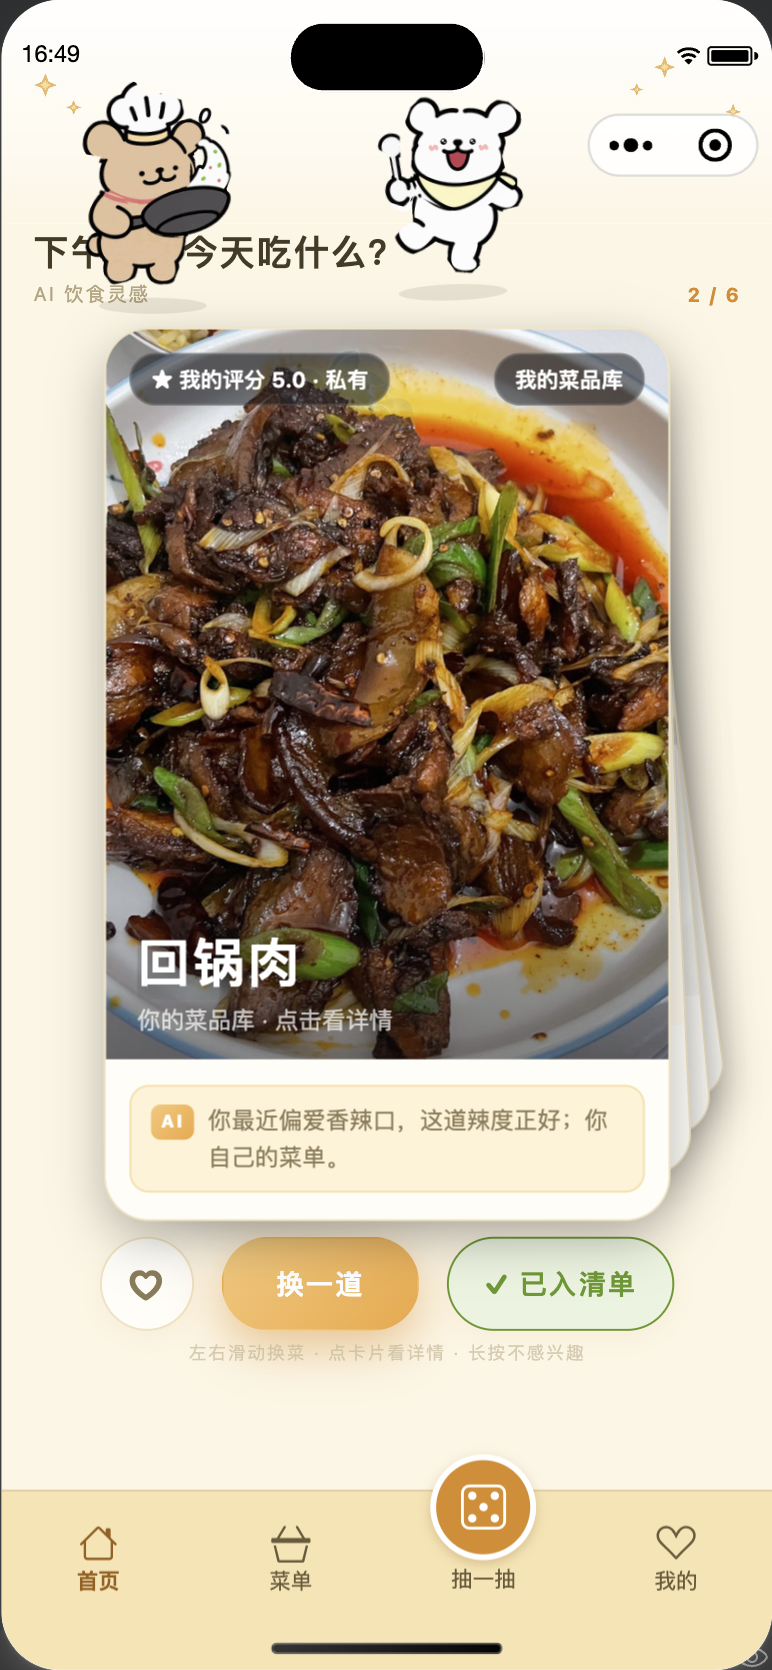 16:49
下午 今天吃什么?
AI 饮食灵感
2 / 6
我的评分 5.0 · 私有
我的菜品库
回锅肉
你的菜品库 · 点击看详情
AI 你最近偏爱香辣口，这道辣度正好；你
自己的菜单。
换一道
已入清单
左右滑动换菜 · 点卡片看详情 · 长按不感兴趣
首页
菜单
抽一抽
我的